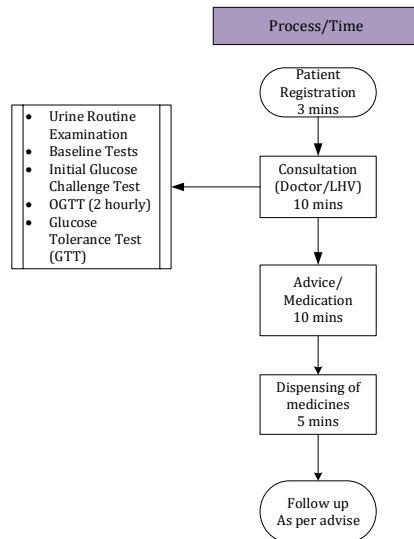 Process/Time
Patient
Registration
3 mins
• Urine Routine
Examination
• Baseline Tests
• Initial Glucose
Challenge Test
• OGTT (2 hourly)
• Glucose
Tolerance Test
(GTT)
Consultation
(Doctor/LHV)
10 mins
Advice/
Medication
10 mins
Dispensing of
medicines
5 mins
Follow up
As per advise